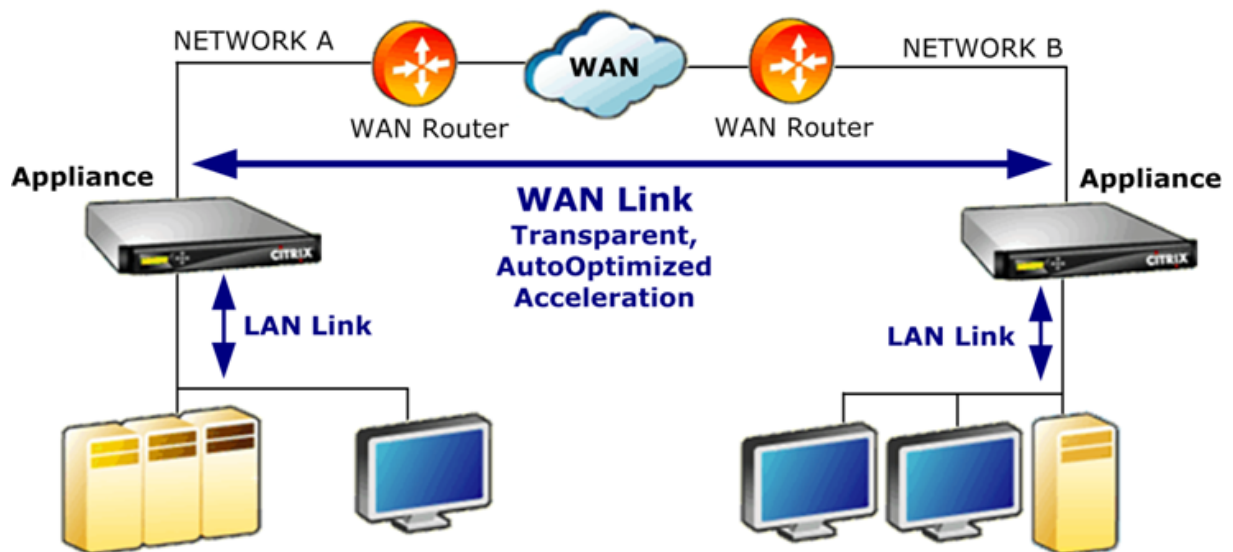 NETWORK A
WAN
NETWORK B
WAN Router
WAN Router
Appliance
Appliance
WAN Link
Transparent,
AutoOptimized
Acceleration
CITRIX
CITRIX
LAN Link
LAN Link